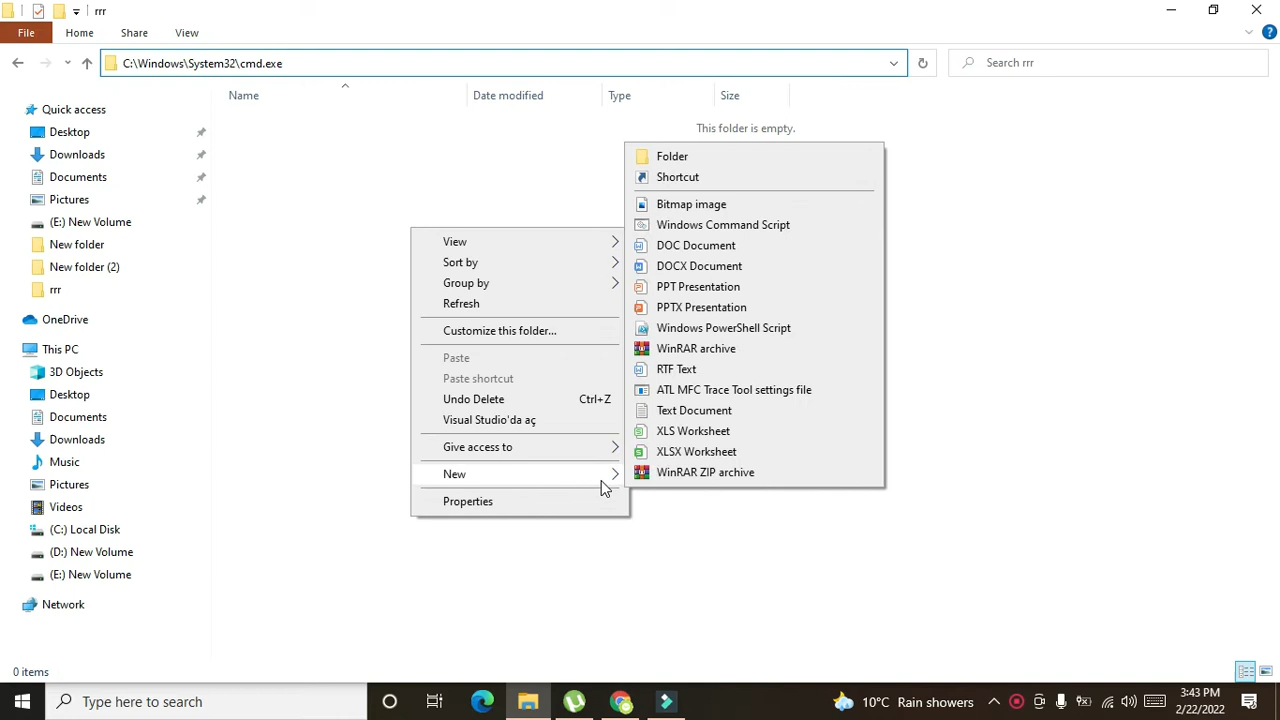 rrr
File Home Share View
C:\Windows\System32\cmd.exe
Search rrr
Name Date modified Type Size
This folder is empty.
Quick access
Desktop
Downloads
Documents
Pictures
(E:) New Volume
New folder
New folder (2)
rrr
OneDrive
This PC
3D Objects
Desktop
Documents
Downloads
Music
Pictures
Videos
(C:) Local Disk
(D:) New Volume
(E:) New Volume
Network
View
Sort by
Group by
Refresh
Customize this folder...
Paste
Paste shortcut
Undo Delete Ctrl+Z
Visual Studio'da aç
Give access to
New
Properties
Folder
Shortcut
Bitmap image
Windows Command Script
DOC Document
DOCX Document
PPT Presentation
PPTX Presentation
Windows PowerShell Script
WinRAR archive
RTF Text
ATL MFC Trace Tool settings file
Text Document
XLS Worksheet
XLSX Worksheet
WinRAR ZIP archive
0 items
Type here to search
10°C Rain showers
3:43 PM
2/22/2022